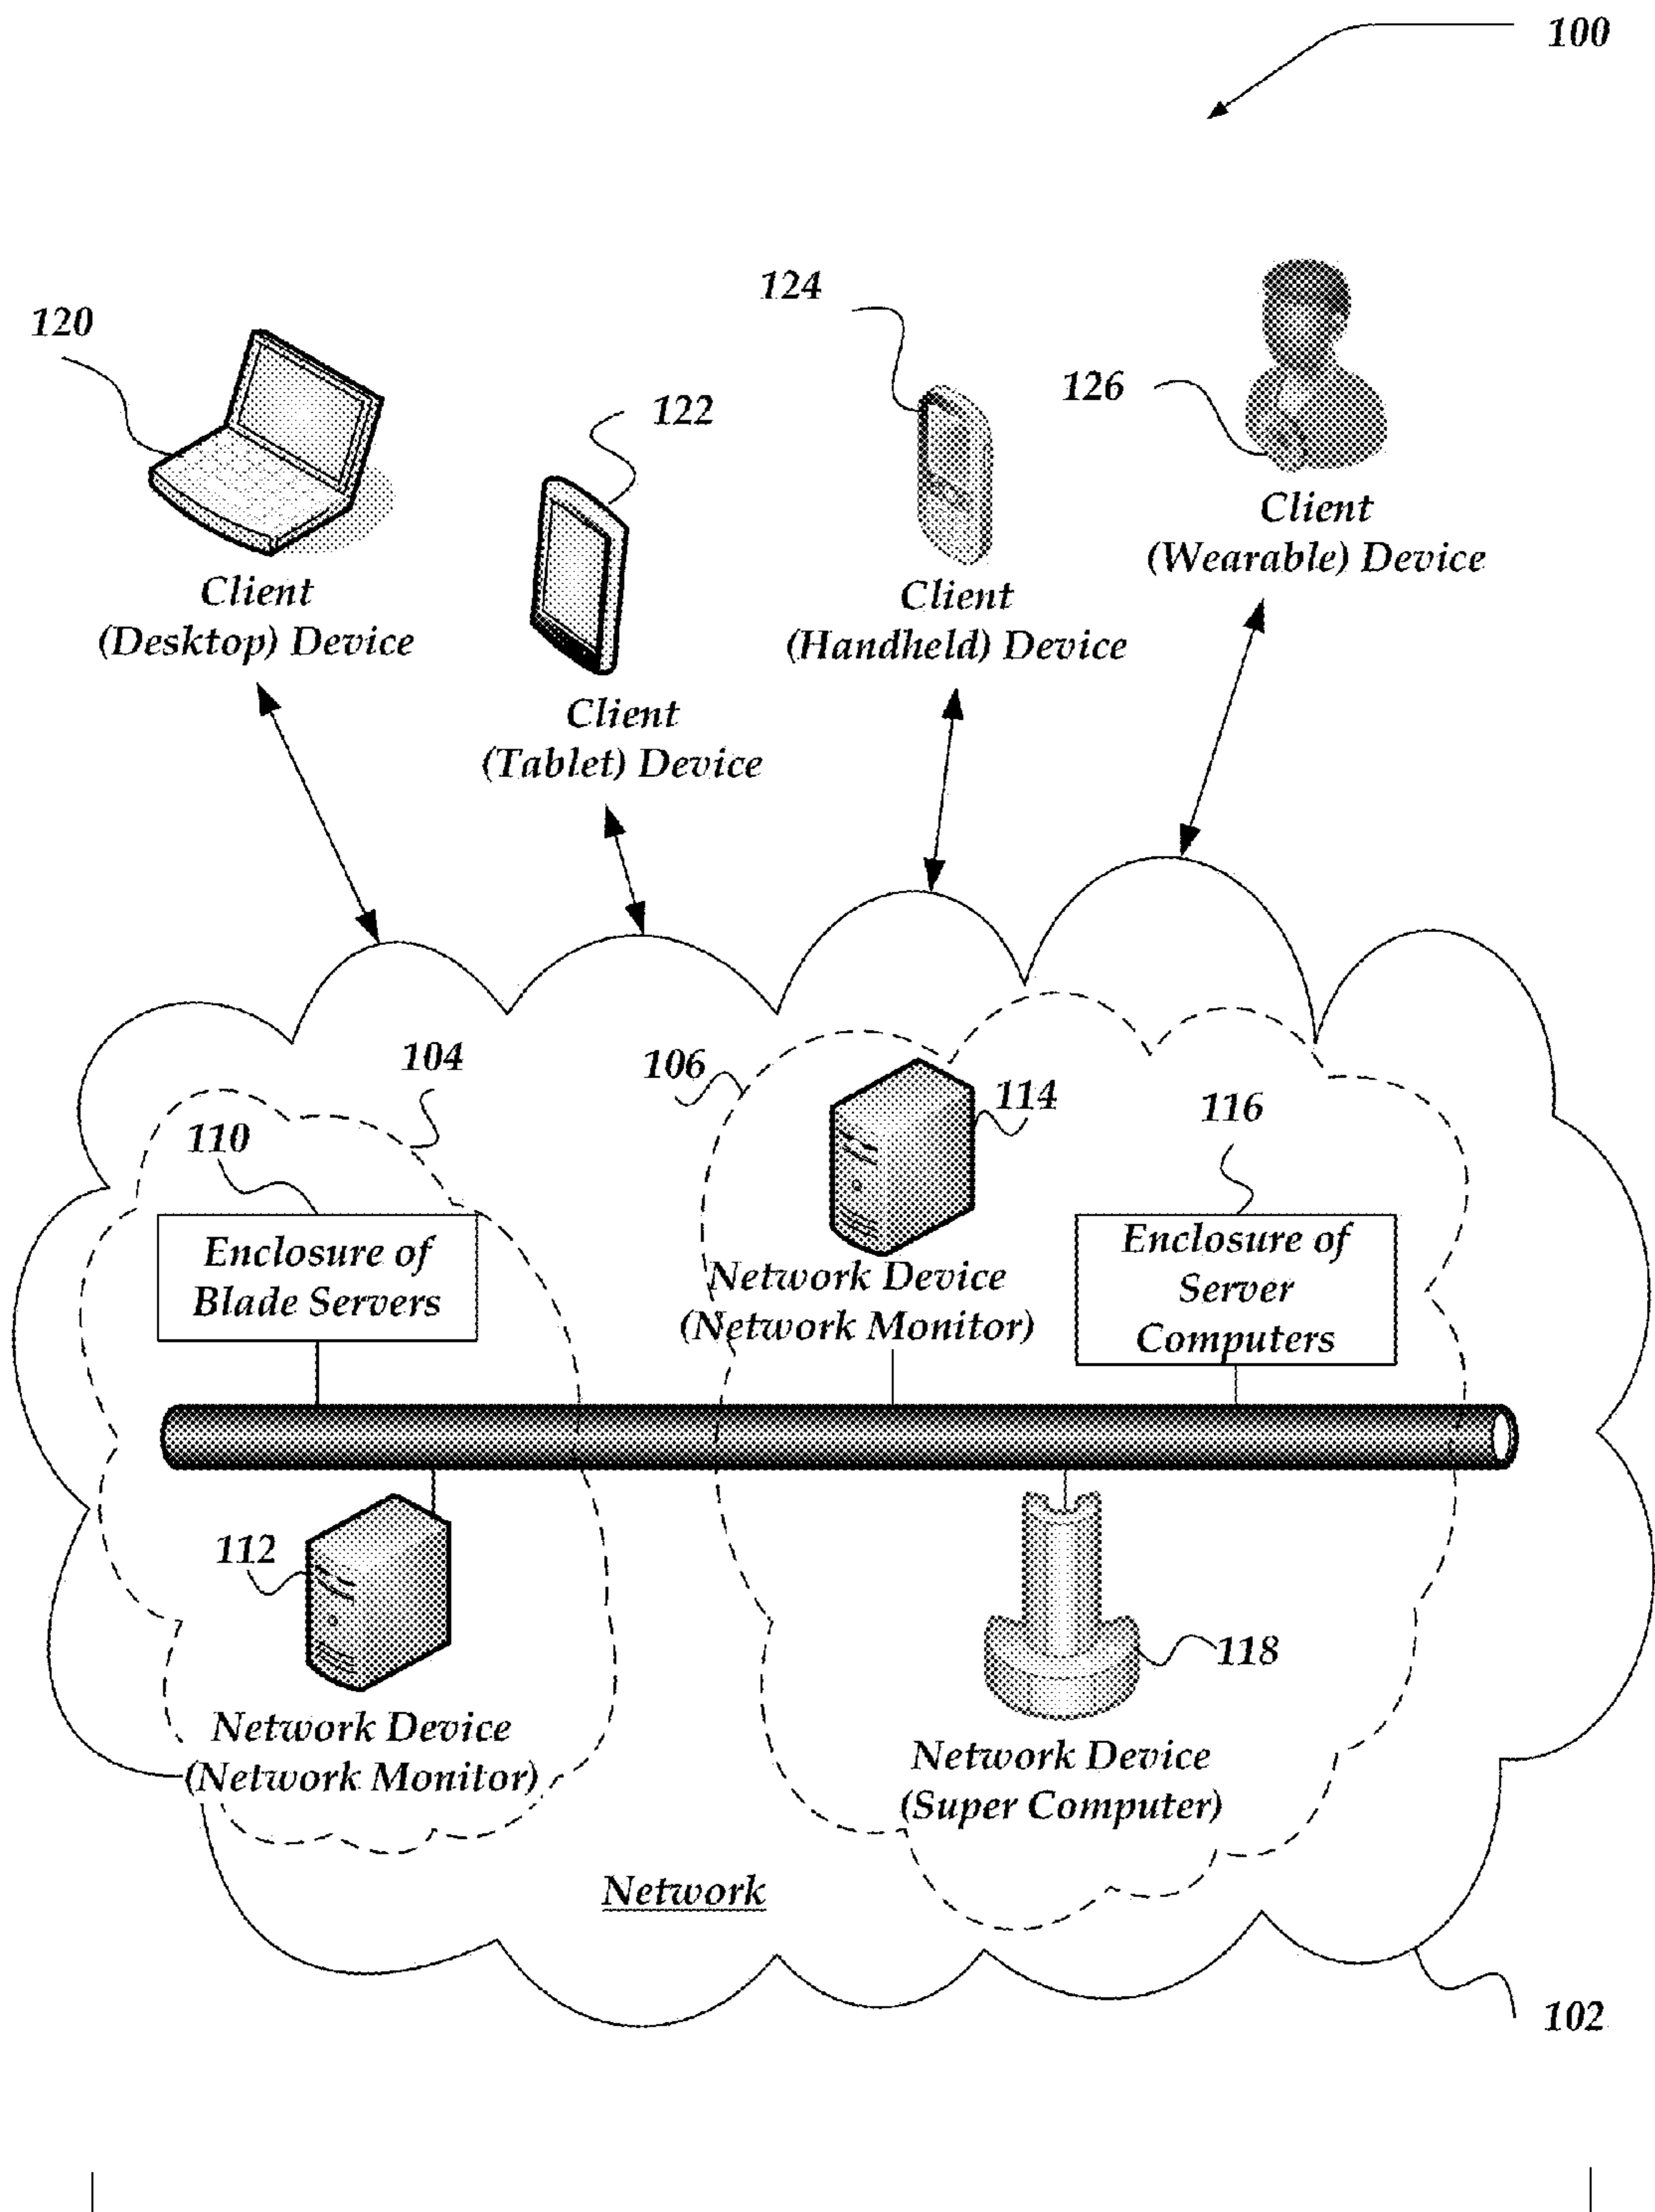 100
124
120
126
122
Client
(Wearable) Device
Client
(Desktop) Device
Client
(Handheld) Device
Client
(Tablet) Device
104
106
114
116
110
Enclosure of
Blade Servers
Network Device
(Network Monitor)
Enclosure of
Server
Computers
112
118
Network Device
(Network Monitor)
Network Device
(Super Computer)
Network
102